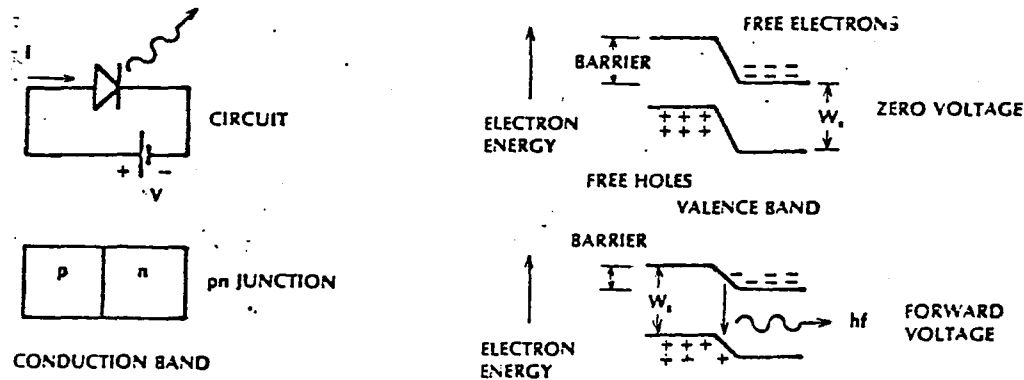 I
CIRCUIT
+ −
V
p n
pn JUNCTION
CONDUCTION BAND
FREE ELECTRONS
BARRIER
− − −
− − −
ELECTRON
ENERGY
+ + +
+ + +
ZERO VOLTAGE
FREE HOLES
VALENCE BAND
BARRIER
− − −
− − −
hf
FORWARD
VOLTAGE
ELECTRON
ENERGY
+ + +
+ + +